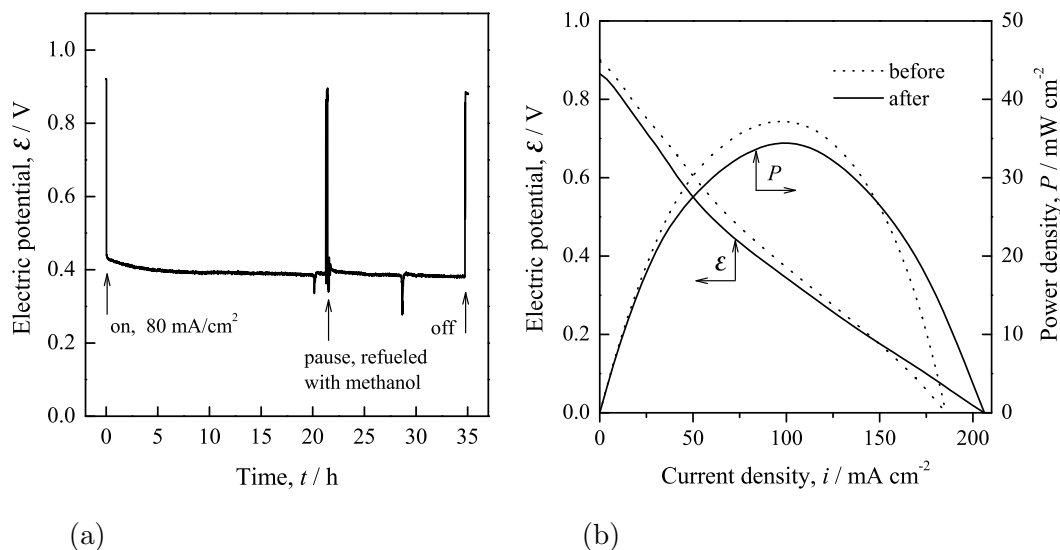 1.0
0.8
0.6
0.4
0.2
0.0
Electric potential, ℰ / V
on, 80 mA/cm²
pause, refueled
with methanol
off
0 5 10 15 20 25 30 35
Time, t / h
(a)
1.0
0.8
0.6
0.4
0.2
0.0
Electric potential, ℰ / V
before
after
P
ℰ
50
40
30
20
10
0
Power density, P / mW cm⁻²
0 50 100 150 200
Current density, i / mA cm⁻²
(b)